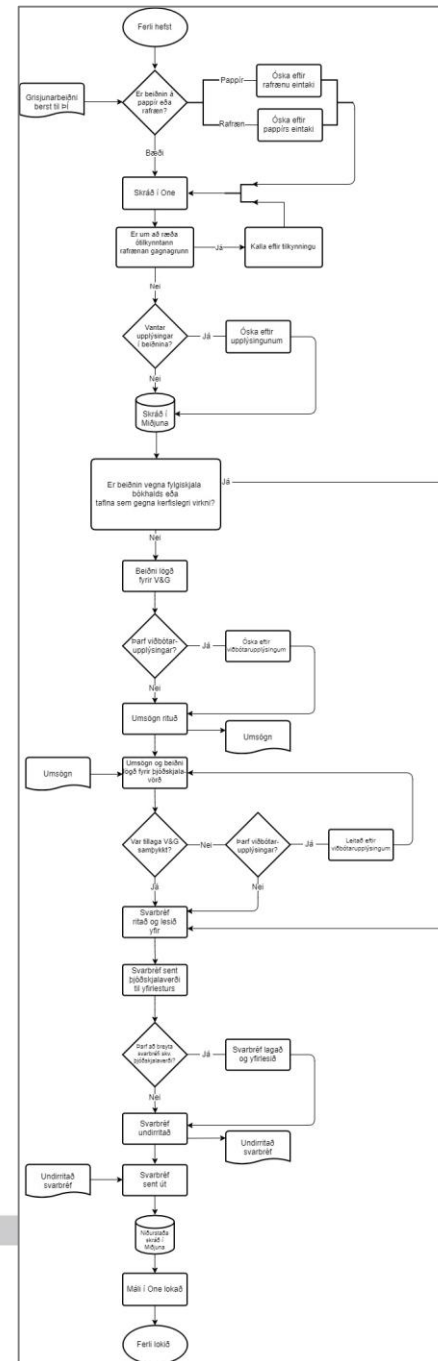 Ferli hefst
Grisjunarbeiðni
berst til ÞÍ
Er beiðnin á
pappír eða
rafræn?
Pappír
Óska eftir
rafrænu eintaki
Rafræn
Óska eftir
pappírs eintaki
Bæði
Skráð í One
Er um að ræða
ótilkynntann
rafrænan gagnagrunn
Já
Kalla eftir tilkynningu
Nei
Vantar
upplýsingar
í beiðnina?
Já
Óska eftir
upplýsingunum
Nei
Skráð í
Miðjuna
Er beiðnin vegna fylgiskjala
bókhalds eða
tafina sem gegna kerfislegri virkni?
Já
Nei
Beiðni lögð
fyrir V&G
Þarf viðbótar-
upplýsingar?
Já
Óska eftir
viðbótarupplýsingum
Nei
Umsögn rituð
Umsögn
Umsögn
Umsögn og beiðni
lögð fyrir þjóðskjala-
vörð
Var tillaga V&G
samþykkt?
Nei
Þarf viðbótar-
upplýsingar?
Já
Leitað eftir
viðbótarupplýsingum
Já
Nei
Svarbréf
ritað og lesið
yfir
Svarbréf sent
þjóðskjalaverði
til yfirlesturs
Þarf að breyta
svarbréfi skv.
þjóðskjalaverði?
Já
Svarbréf lagað
og yfirlesið
Nei
Svarbréf
undirritað
Undirritað
svarbréf
Undirritað
svarbréf
Svarbréf
sent út
Niðurstaða
skráð í
Miðjuna
Máli í One lokað
Ferli lokið